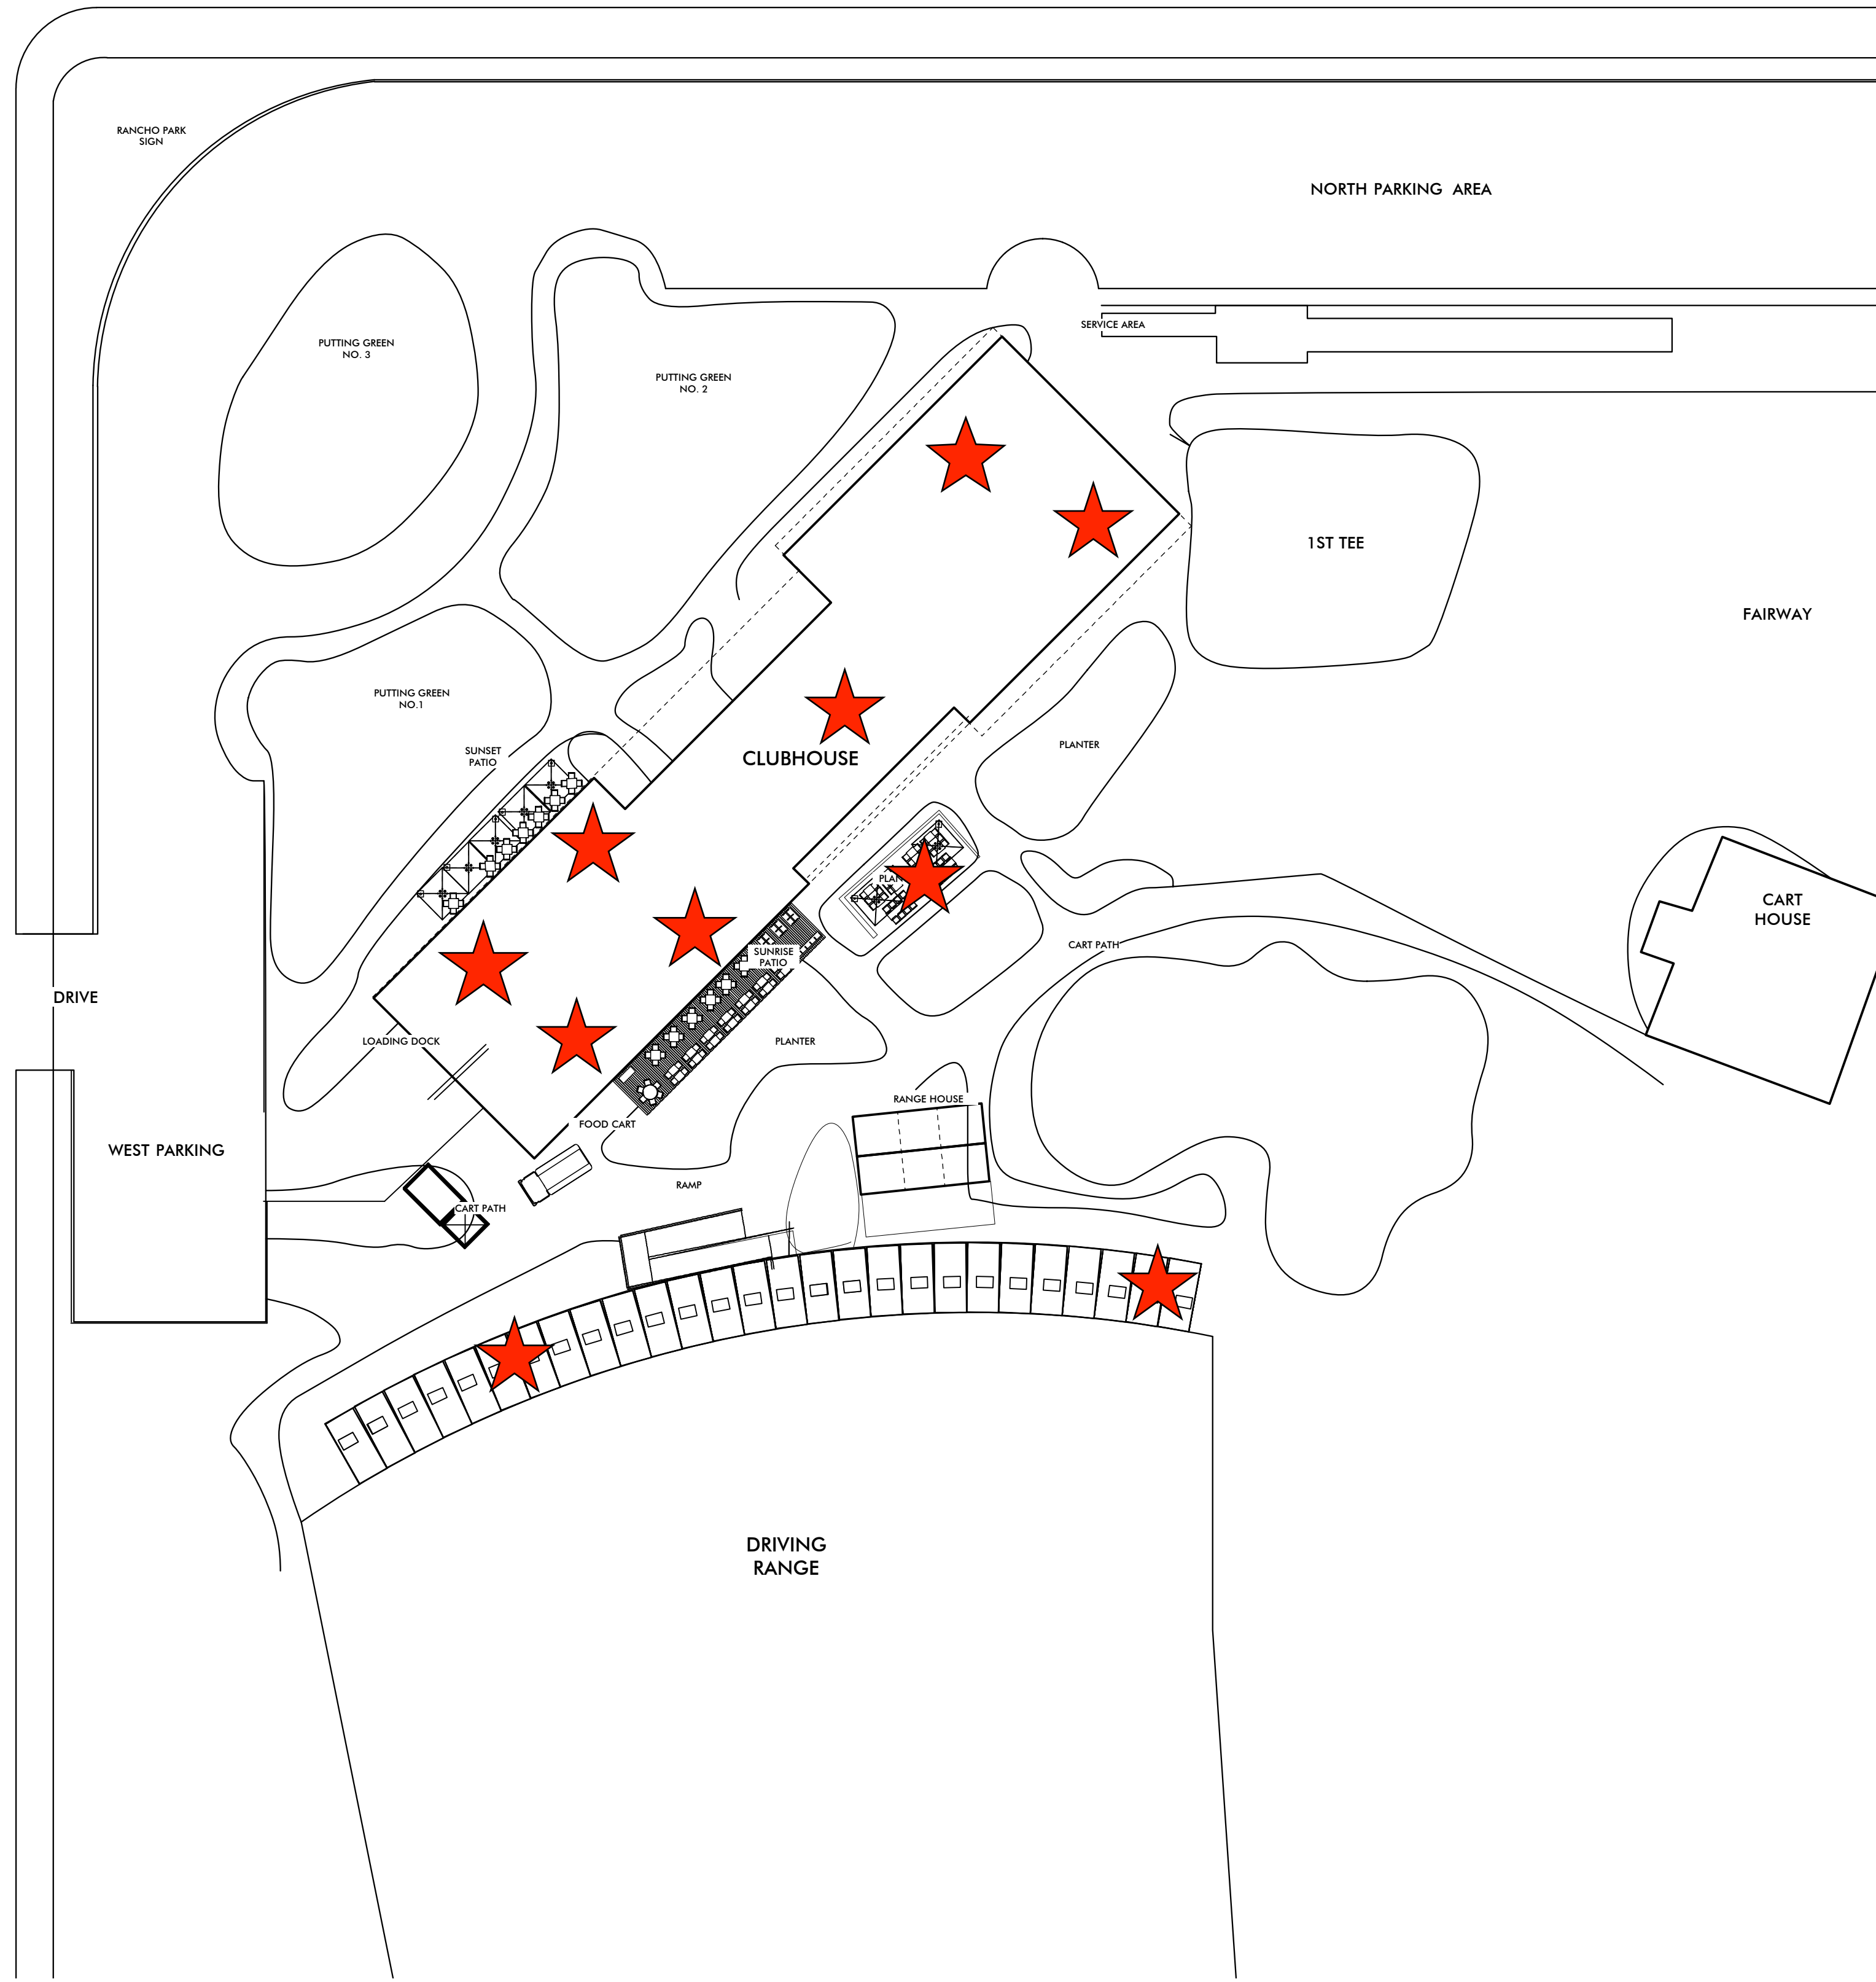 RANCHO PARK
SIGN
NORTH PARKING AREA
SERVICE AREA
PUTTING GREEN
NO. 3
PUTTING GREEN
NO. 2
1ST TEE
FAIRWAY
PUTTING GREEN
NO.1
SUNSET
PATIO
CLUBHOUSE
PLANTER
PLAN
CART
HOUSE
CART PATH
SUNRISE
PATIO
DRIVE
LOADING DOCK
PLANTER
RANGE HOUSE
FOOD CART
WEST PARKING
RAMP
CART PATH
DRIVING
RANGE